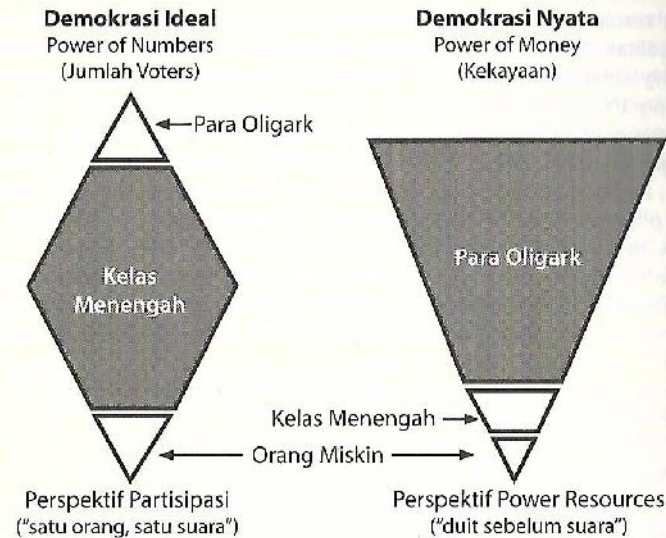 Demokrasi Ideal
Power of Numbers
(Jumlah Voters)
Para Oligark
Kelas
Menengah
Demokrasi Nyata
Power of Money
(Kekayaan)
Para Oligark
Kelas Menengah
Orang Miskin
Perspektif Partisipasi
("satu orang, satu suara")
Perspektif Power Resources
("duit sebelum suara")